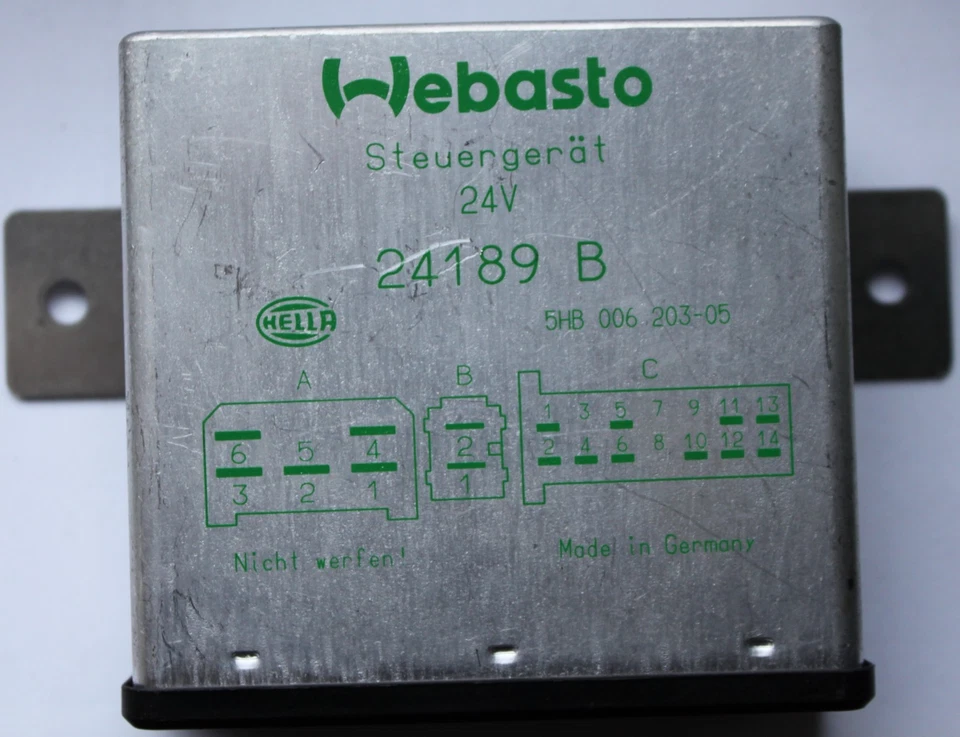 Webasto
Steuergerät
24V
24189 B
HELLA
5HB 006 203-05
A B C
6 5 4
3 2 1
2
1
1 3 5 7 9 11 13
2 4 6 8 10 12 14
Nicht werfen!
Made in Germany